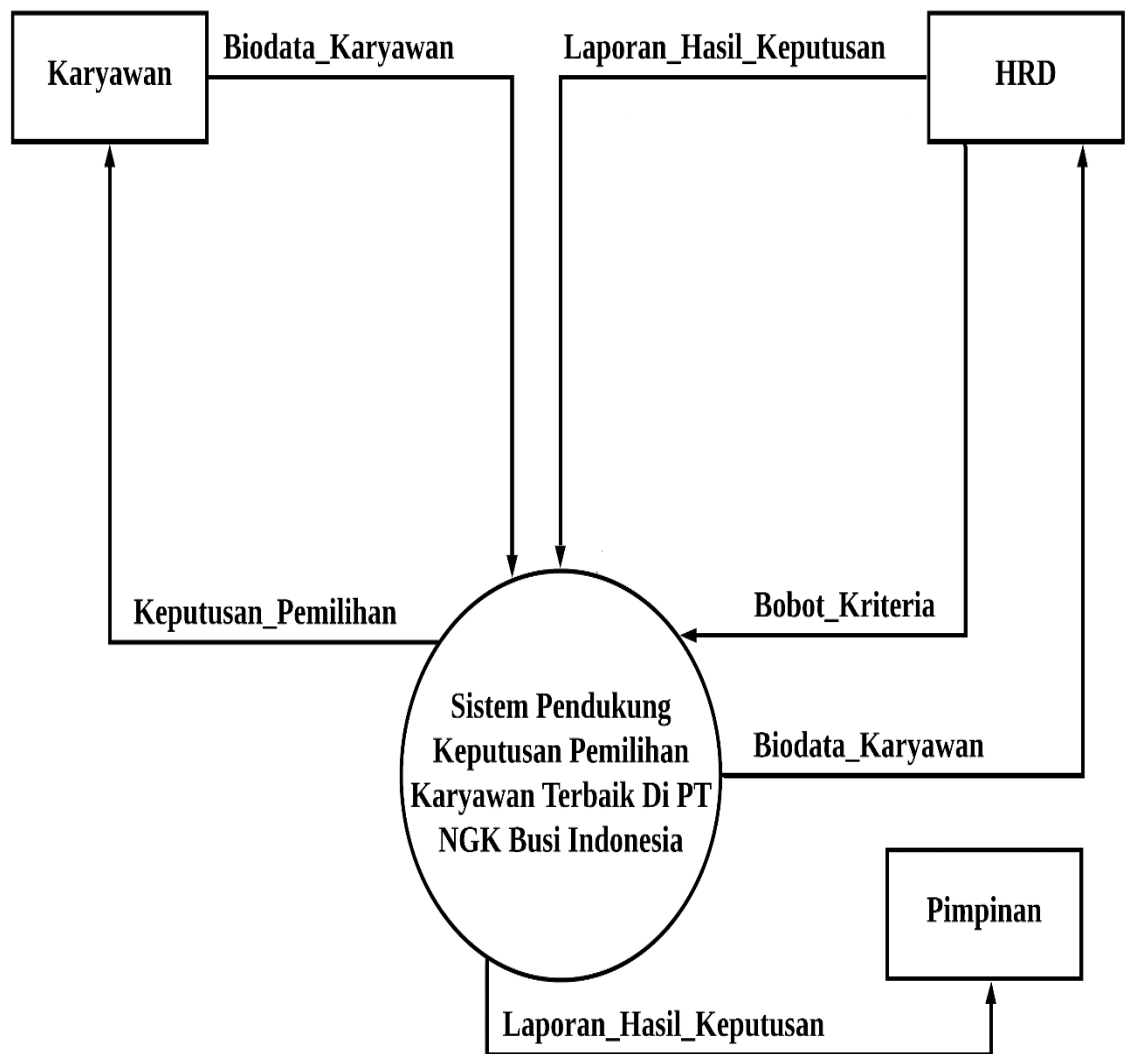 Biodata_Karyawan
Laporan_Hasil_Keputusan
Karyawan
HRD
Keputusan_Pemilihan
Bobot_Kriteria
Sistem Pendukung
Keputusan Pemilihan
Karyawan Terbaik Di PT
NGK Busi Indonesia
Biodata_Karyawan
Pimpinan
Laporan_Hasil_Keputusan